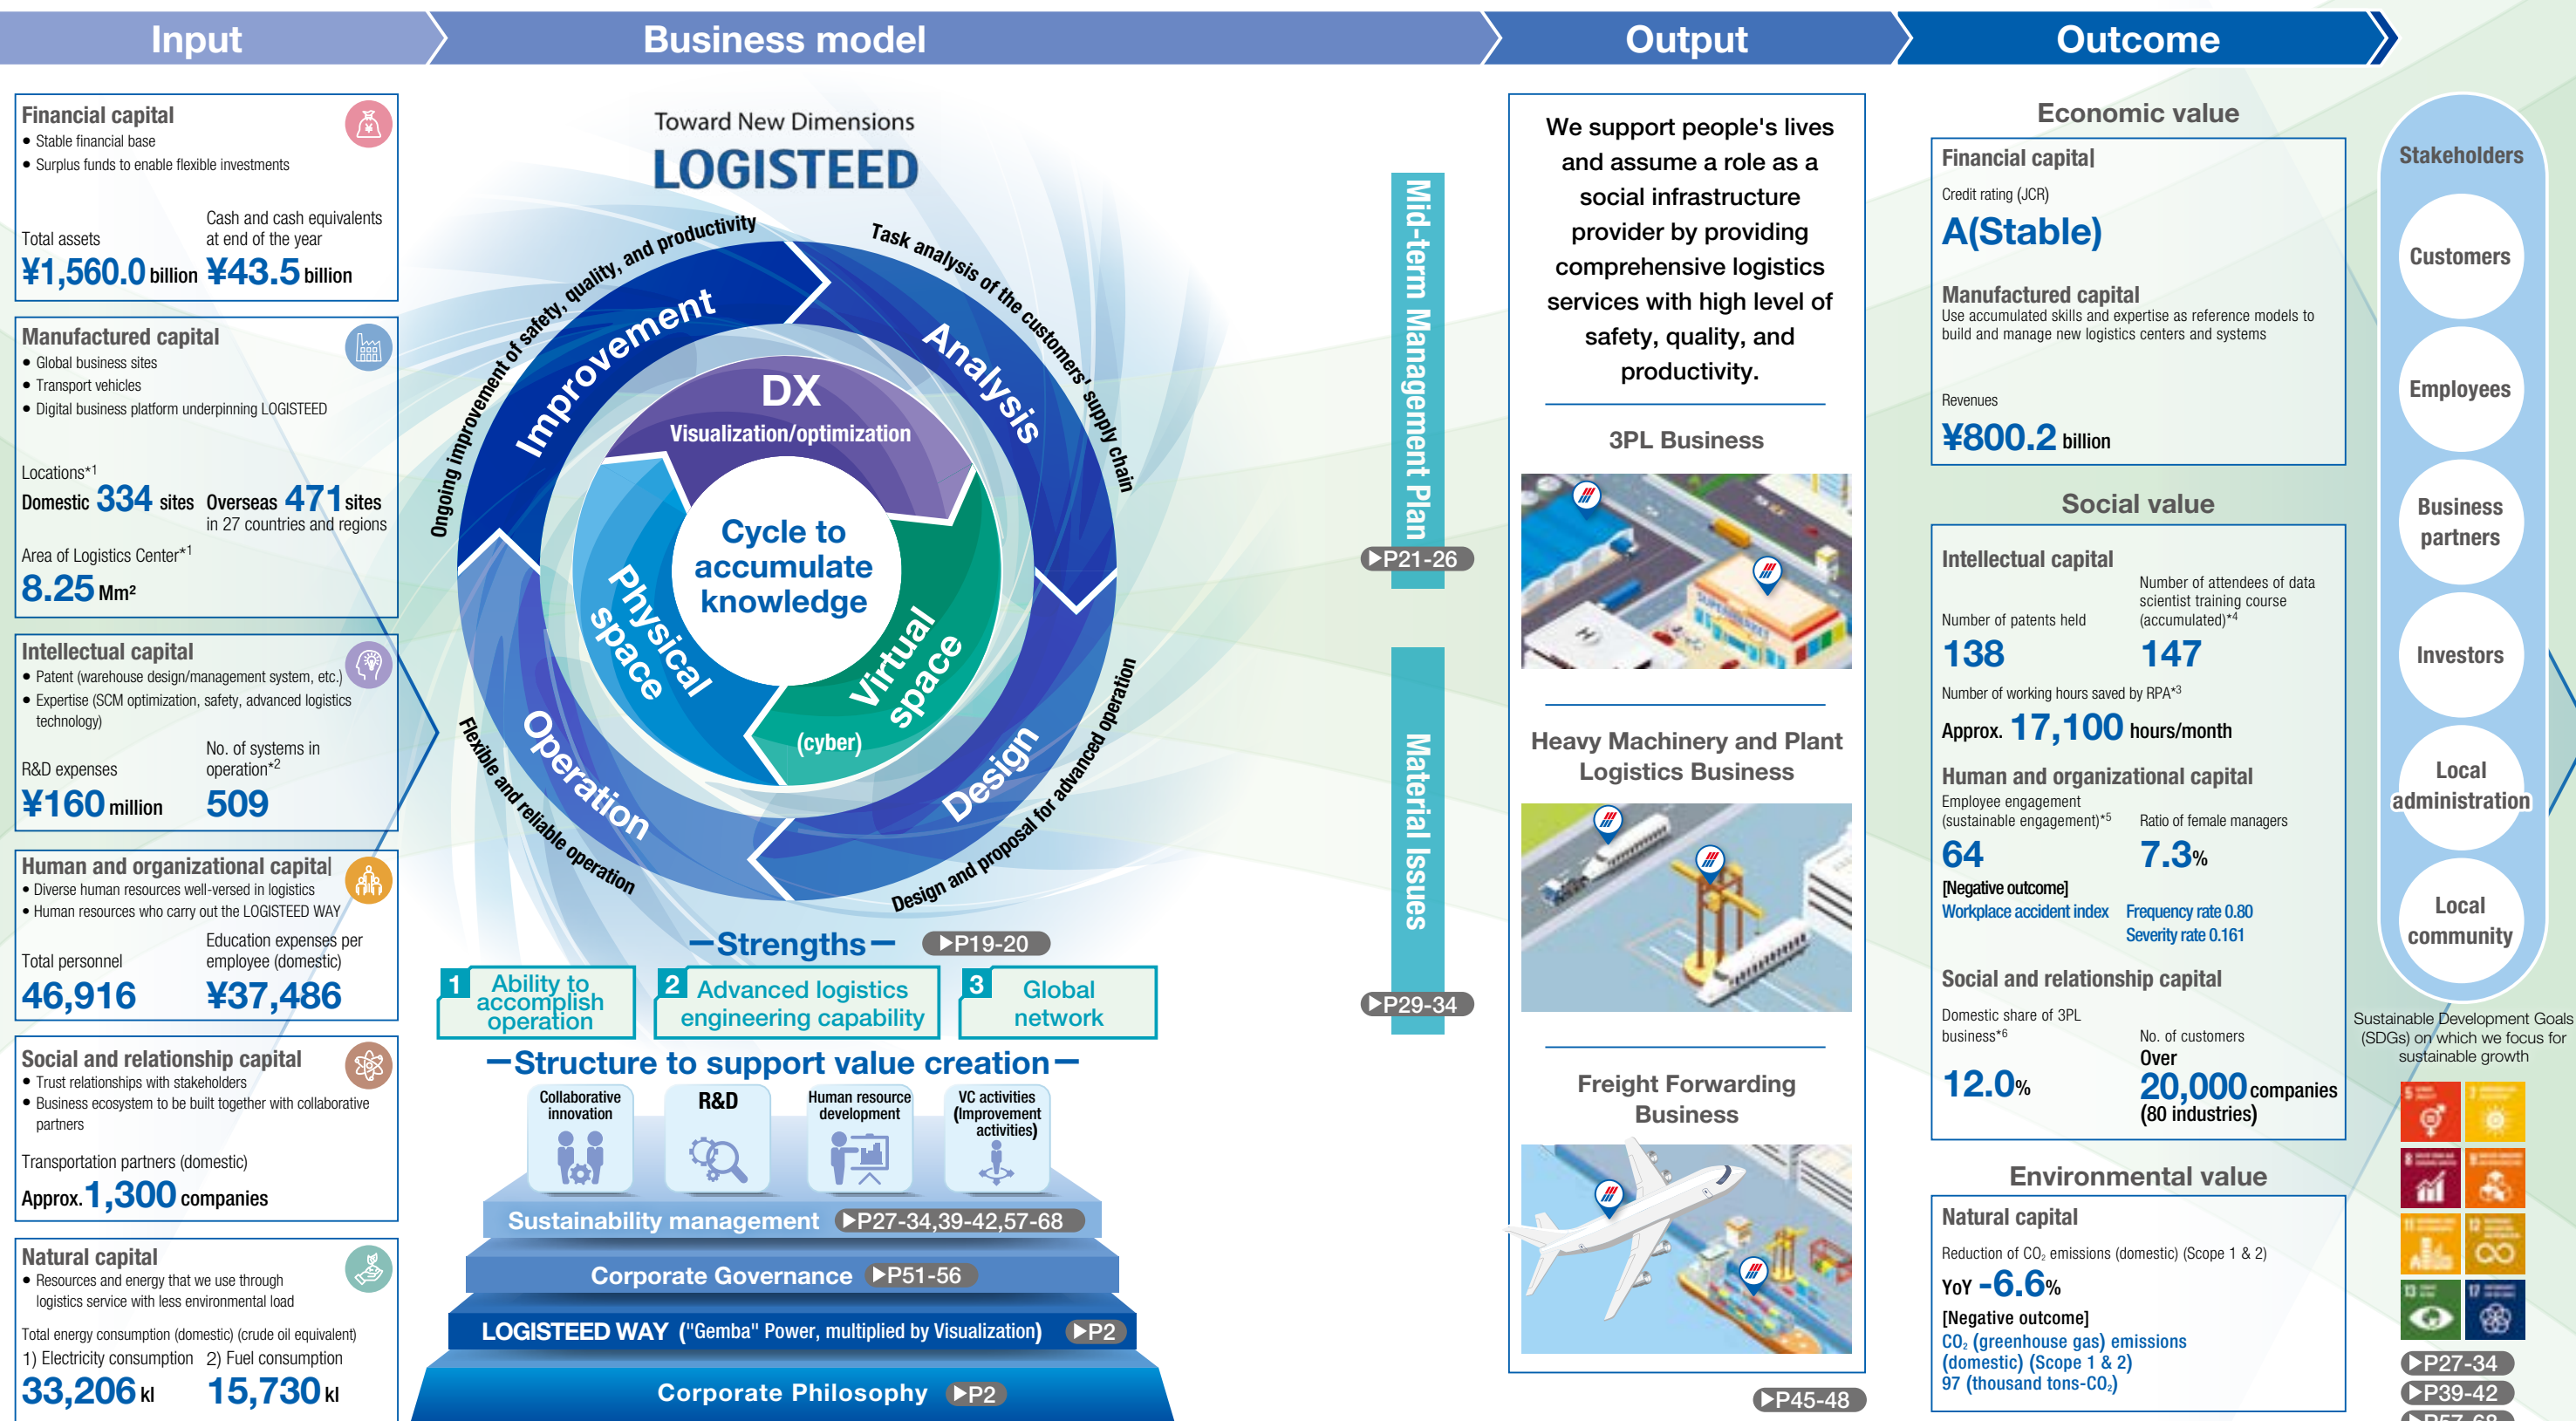 Input
Business model
Output
Outcome
Financial capital
• Stable financial base
• Surplus funds to enable flexible investments
Total assets
¥1,560.0 billion
Cash and cash equivalents
at end of the year
¥43.5 billion
Manufactured capital
• Global business sites
• Transport vehicles
• Digital business platform underpinning LOGISTEED
Locations*1
Domestic 334 sites
Overseas 471 sites
in 27 countries and regions
Area of Logistics Center*1
8.25 Mm²
Intellectual capital
• Patent (warehouse design/management system, etc.)
• Expertise (SCM optimization, safety, advanced logistics
technology)
R&D expenses
¥160 million
No. of systems in
operation*2
509
Human and organizational capital
• Diverse human resources well-versed in logistics
• Human resources who carry out the LOGISTEED WAY
Total personnel
46,916
Education expenses per
employee (domestic)
¥37,486
Social and relationship capital
• Trust relationships with stakeholders
• Business ecosystem to be built together with collaborative
partners
Transportation partners (domestic)
Approx. 1,300 companies
Natural capital
• Resources and energy that we use through
logistics service with less environmental load
Total energy consumption (domestic) (crude oil equivalent)
1) Electricity consumption
33,206 kl
2) Fuel consumption
15,730 kl
Toward New Dimensions
LOGISTEED
Ongoing improvement of safety, quality, and productivity
Task analysis of the customers' supply chain
Improvement
Analysis
DX
Visualization/optimization
Cycle to
accumulate
knowledge
Physical
space
Virtual
space
(cyber)
Operation
Design
Flexible and reliable operation
Design and proposal for advanced operation
Strengths
▶P19-20
1 Ability to
accomplish
operation
2 Advanced logistics
engineering capability
3 Global
network
Structure to support value creation
Collaborative
innovation
R&D
Human resource
development
VC activities
(Improvement
activities)
Sustainability management ▶P27-34,39-42,57-68
Corporate Governance ▶P51-56
LOGISTEED WAY ("Gemba" Power, multiplied by Visualization) ▶P2
Corporate Philosophy ▶P2
Mid-term Management Plan
▶P21-26
Material Issues
▶P29-34
We support people's lives
and assume a role as a
social infrastructure
provider by providing
comprehensive logistics
services with high level of
safety, quality, and
productivity.
3PL Business
SUPERMARKET
H
Heavy Machinery and Plant
Logistics Business
Freight Forwarding
Business
▶P45-48
Economic value
Financial capital
Credit rating (JCR)
A(Stable)
Manufactured capital
Use accumulated skills and expertise as reference models to
build and manage new logistics centers and systems
Revenues
¥800.2 billion
Social value
Intellectual capital
Number of patents held
138
Number of attendees of data
scientist training course
(accumulated)*4
147
Number of working hours saved by RPA*3
Approx. 17,100 hours/month
Human and organizational capital
Employee engagement
(sustainable engagement)*5
64
Ratio of female managers
7.3%
[Negative outcome]
Workplace accident index
Frequency rate 0.80
Severity rate 0.161
Social and relationship capital
Domestic share of 3PL
business*6
12.0%
No. of customers
Over
20,000 companies
(80 industries)
Environmental value
Natural capital
Reduction of CO₂ emissions (domestic) (Scope 1 & 2)
YoY -6.6%
[Negative outcome]
CO₂ (greenhouse gas) emissions
(domestic) (Scope 1 & 2)
97 (thousand tons-CO₂)
Stakeholders
Customers
Employees
Business
partners
Investors
Local
administration
Local
community
Sustainable Development Goals
(SDGs) on which we focus for
sustainable growth
5
7
8
9
11
12
13
17
▶P27-34
▶P39-42
▶P57-68